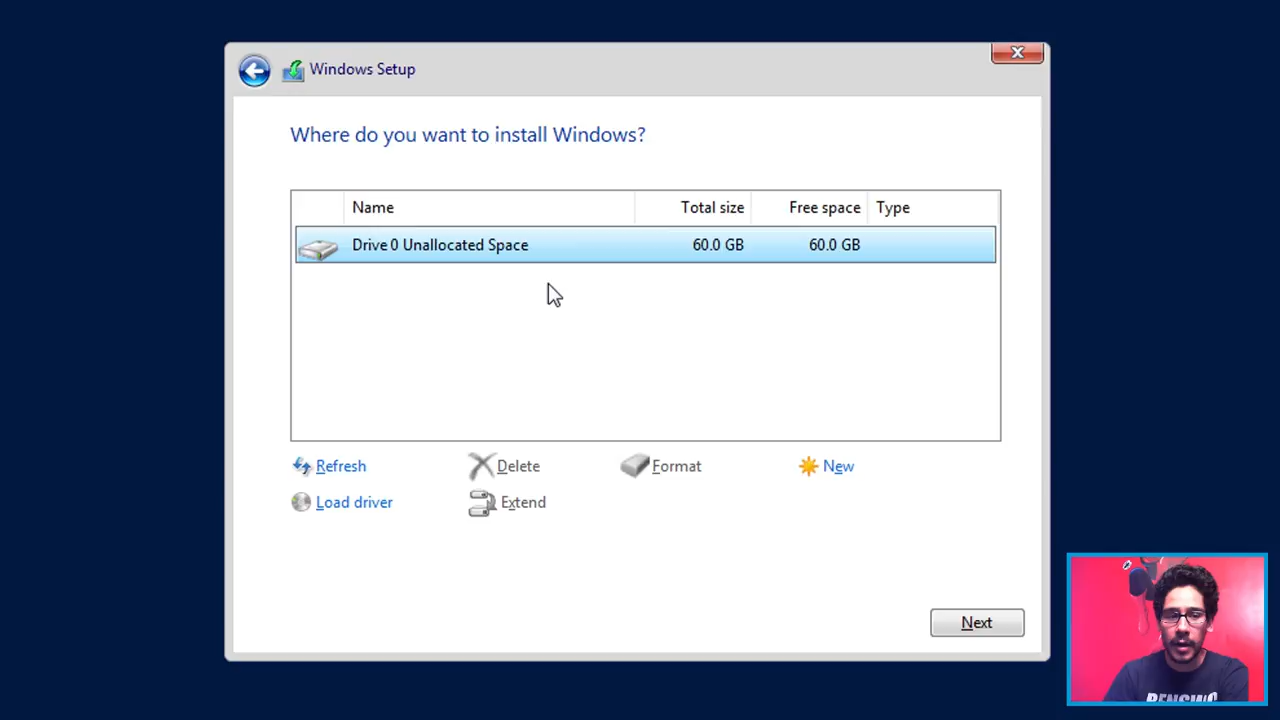 Windows Setup
Where do you want to install Windows?
Name Total size Free space Type
Drive 0 Unallocated Space 60.0 GB 60.0 GB
Refresh Delete Format New
Load driver Extend
Next